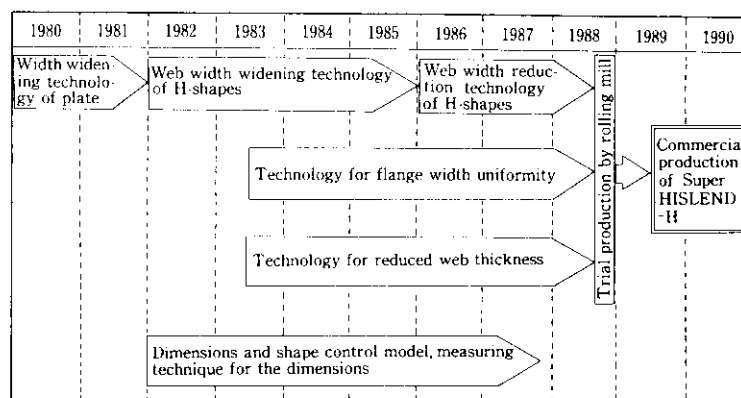 1980 1981 1982 1983 1984 1985 1986 1987 1988 1989 1990
Width widen-
ing technolo-
gy of plate
Web width widening technology
of H-shapes
Web width reduc-
tion technology
of H-shapes
Technology for flange width uniformity
Technology for reduced web thickness
Dimensions and shape control model, measuring
technique for the dimensions
Trial production by rolling mill
Commercial
production
of Super
HISLEND
-H